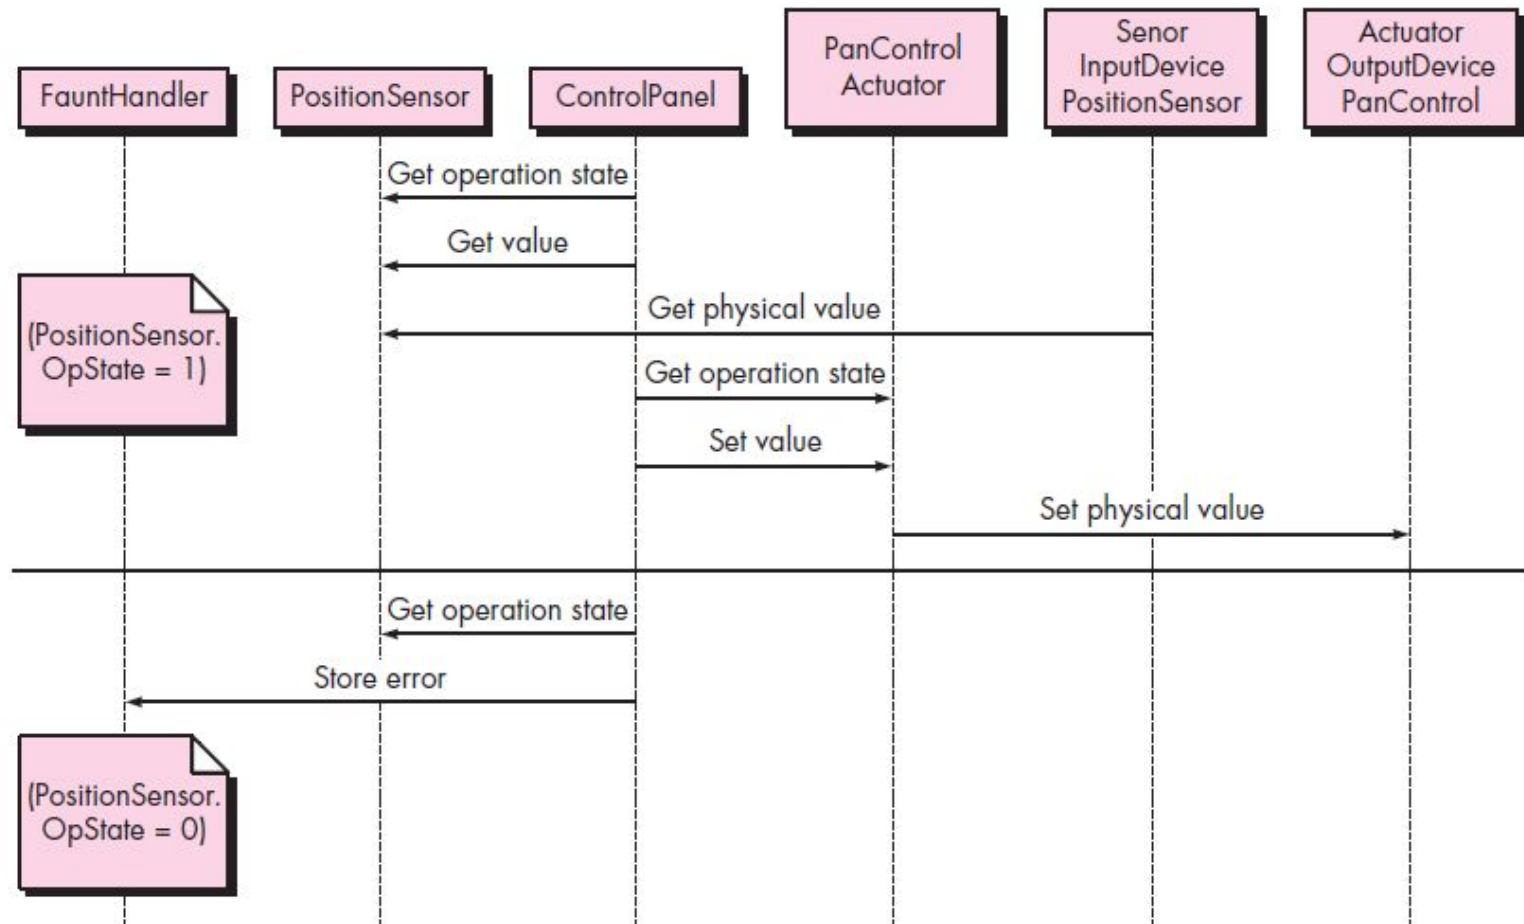 FauntHandler
PositionSensor
ControlPanel
PanControl
Actuator
Senor
InputDevice
PositionSensor
Actuator
OutputDevice
PanControl
Get operation state
Get value
(PositionSensor.
OpState = 1)
Get physical value
Get operation state
Set value
Set physical value
Get operation state
Store error
(PositionSensor.
OpState = 0)